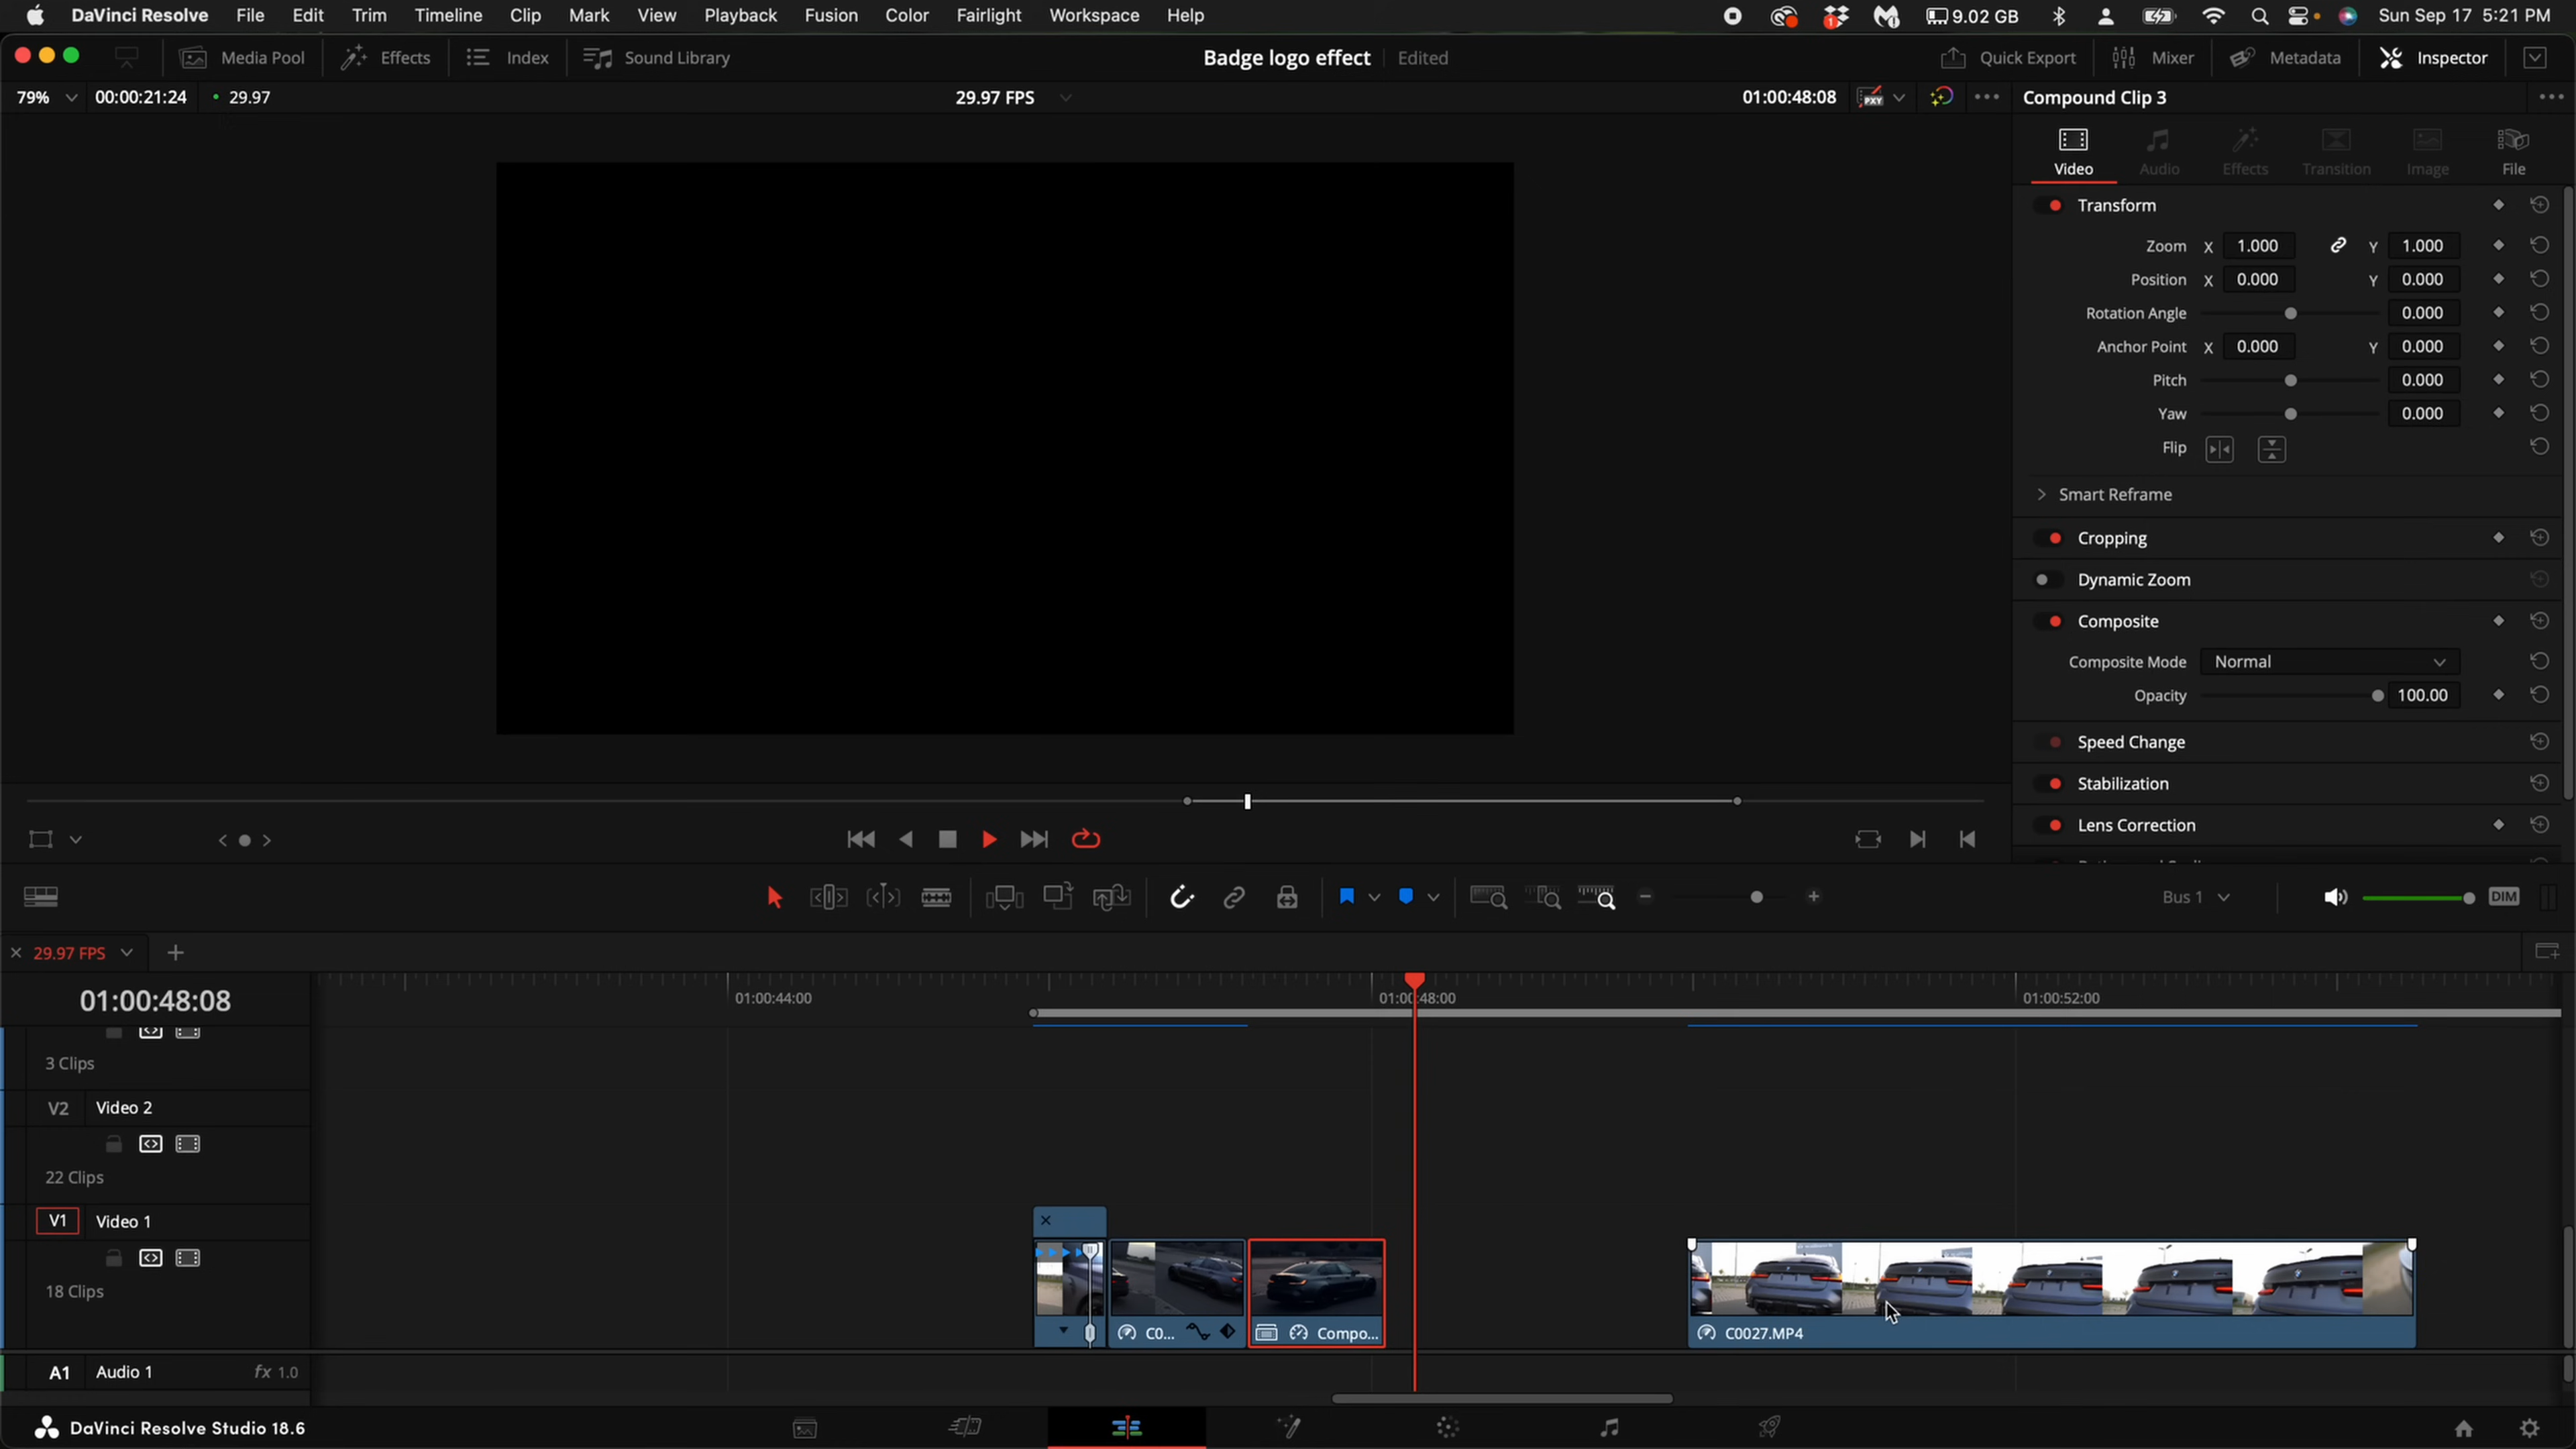 DaVinci Resolve File Edit Trim Timeline Clip Mark View Playback Fusion Color Fairlight Workspace Help 1 9.02 GB Sun Sep 17 5:21 PM
Media Pool Effects Index Sound Library Badge logo effect Edited Quick Export Mixer Metadata Inspector
79% 00:00:21:24 29.97 29.97 FPS 01:00:48:08 PXY Compound Clip 3
Video Audio Effects Transition Image File
Transform
Zoom X 1.000 Y 1.000
Position X 0.000 Y 0.000
Rotation Angle 0.000
Anchor Point X 0.000 Y 0.000
Pitch 0.000
Yaw 0.000
Flip
Smart Reframe
Cropping
Dynamic Zoom
Composite
Composite Mode Normal
Opacity 100.00
Speed Change
Stabilization
Lens Correction
Bus 1 DIM
29.97 FPS
01:00:48:08 01:00:44:00 01:00:48:00 01:00:52:00
3 Clips
V2 Video 2
22 Clips
V1 Video 1
18 Clips
C0... Compo... C0027.MP4
A1 Audio 1 fx 1.0
DaVinci Resolve Studio 18.6